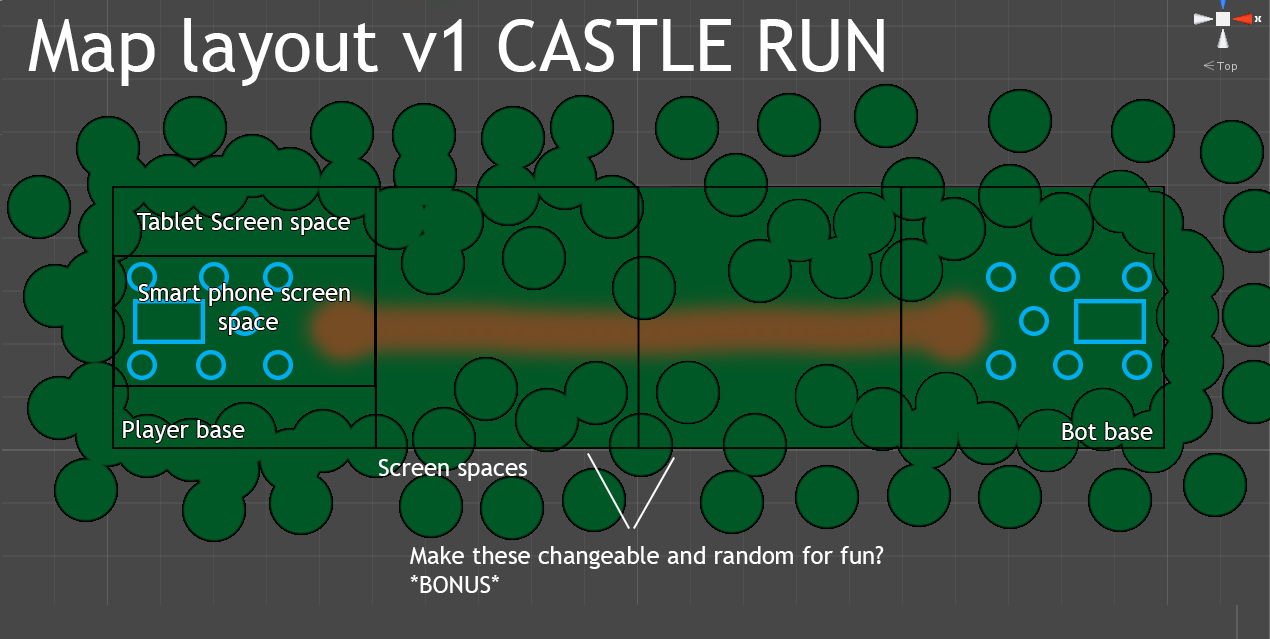 Map layout v1 CASTLE RUN
x
< Top
Tablet Screen space
Smart phone screen
space
Player base
Bot base
Screen spaces
Make these changeable and random for fun?
*BONUS*